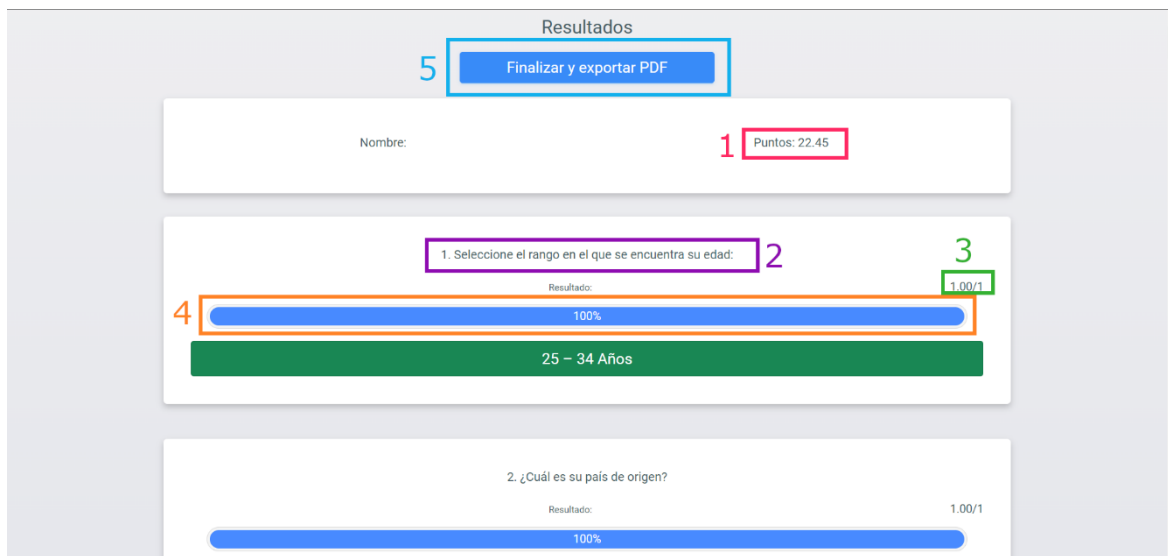 Resultados
5 Finalizar y exportar PDF
Nombre: 1 Puntos: 22.45
1. Seleccione el rango en el que se encuentra su edad: 2 3
Resultado: 1.00/1
4 100%
25 – 34 Años
2. ¿Cuál es su país de origen?
Resultado: 1.00/1
100%